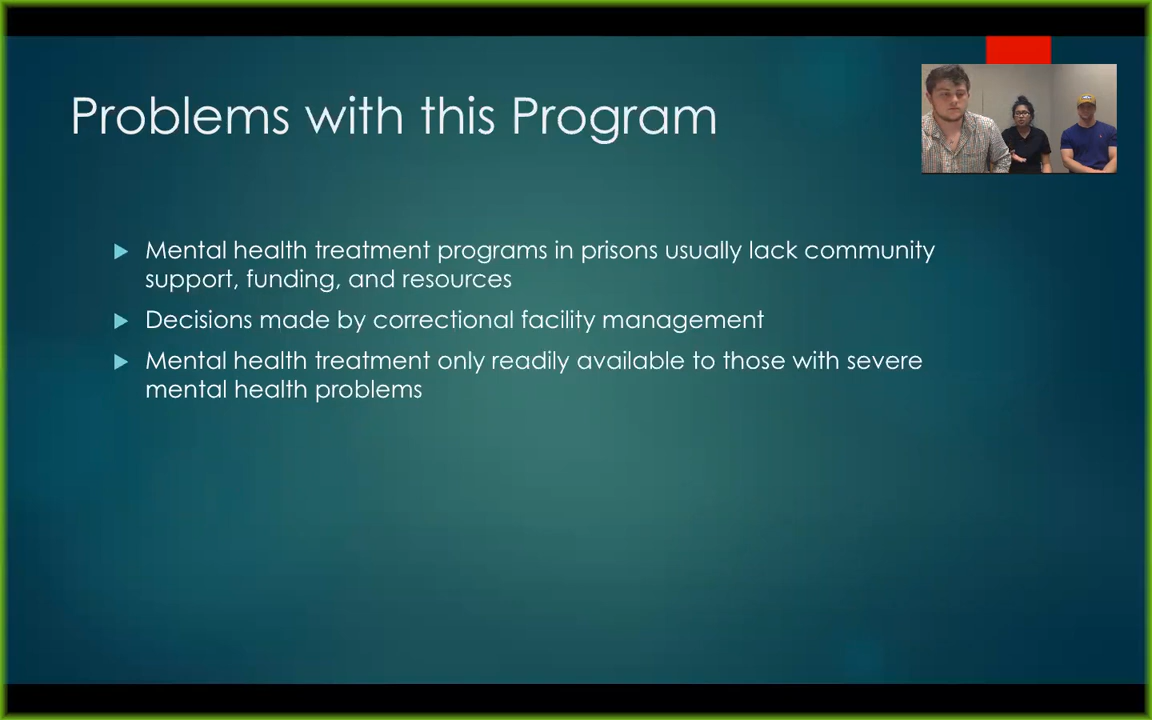 Problems with this Program
Mental health treatment programs in prisons usually lack community
support, funding, and resources
Decisions made by correctional facility management
Mental health treatment only readily available to those with severe
mental health problems